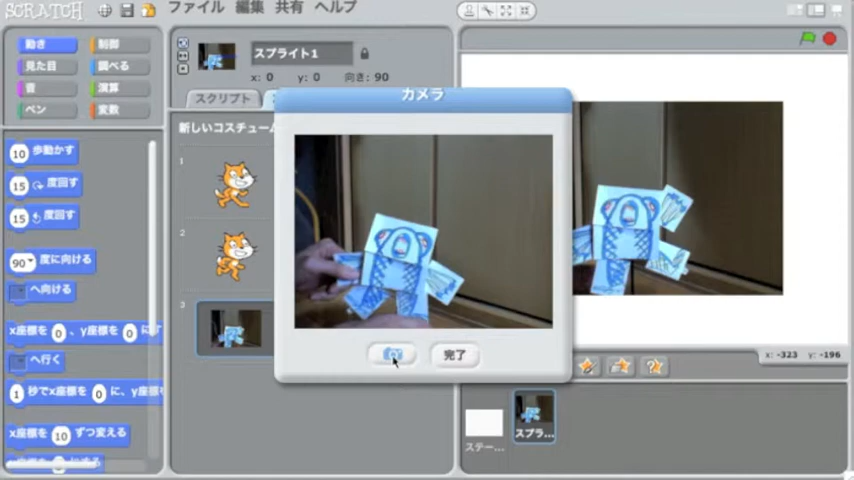 SCRATCH ファイル 編集 共有 ヘルプ
動き 制御
見た目 調べる
音 演算
ペン 変数
スプライト1
x: 0 y: 0 向き: 90
スクリプト
カメラ
新しいコスチューム
1
2
3
10 歩動かす
15 度回す
15 度回す
90 度に向ける
へ向ける
x座標を 0 、y座標を 0 にす
へ行く
1 秒でx座標を 0 に、y座標
x座標を 10 ずつ変える
完了
x: -323 y: -196
ステー...
スプラ...